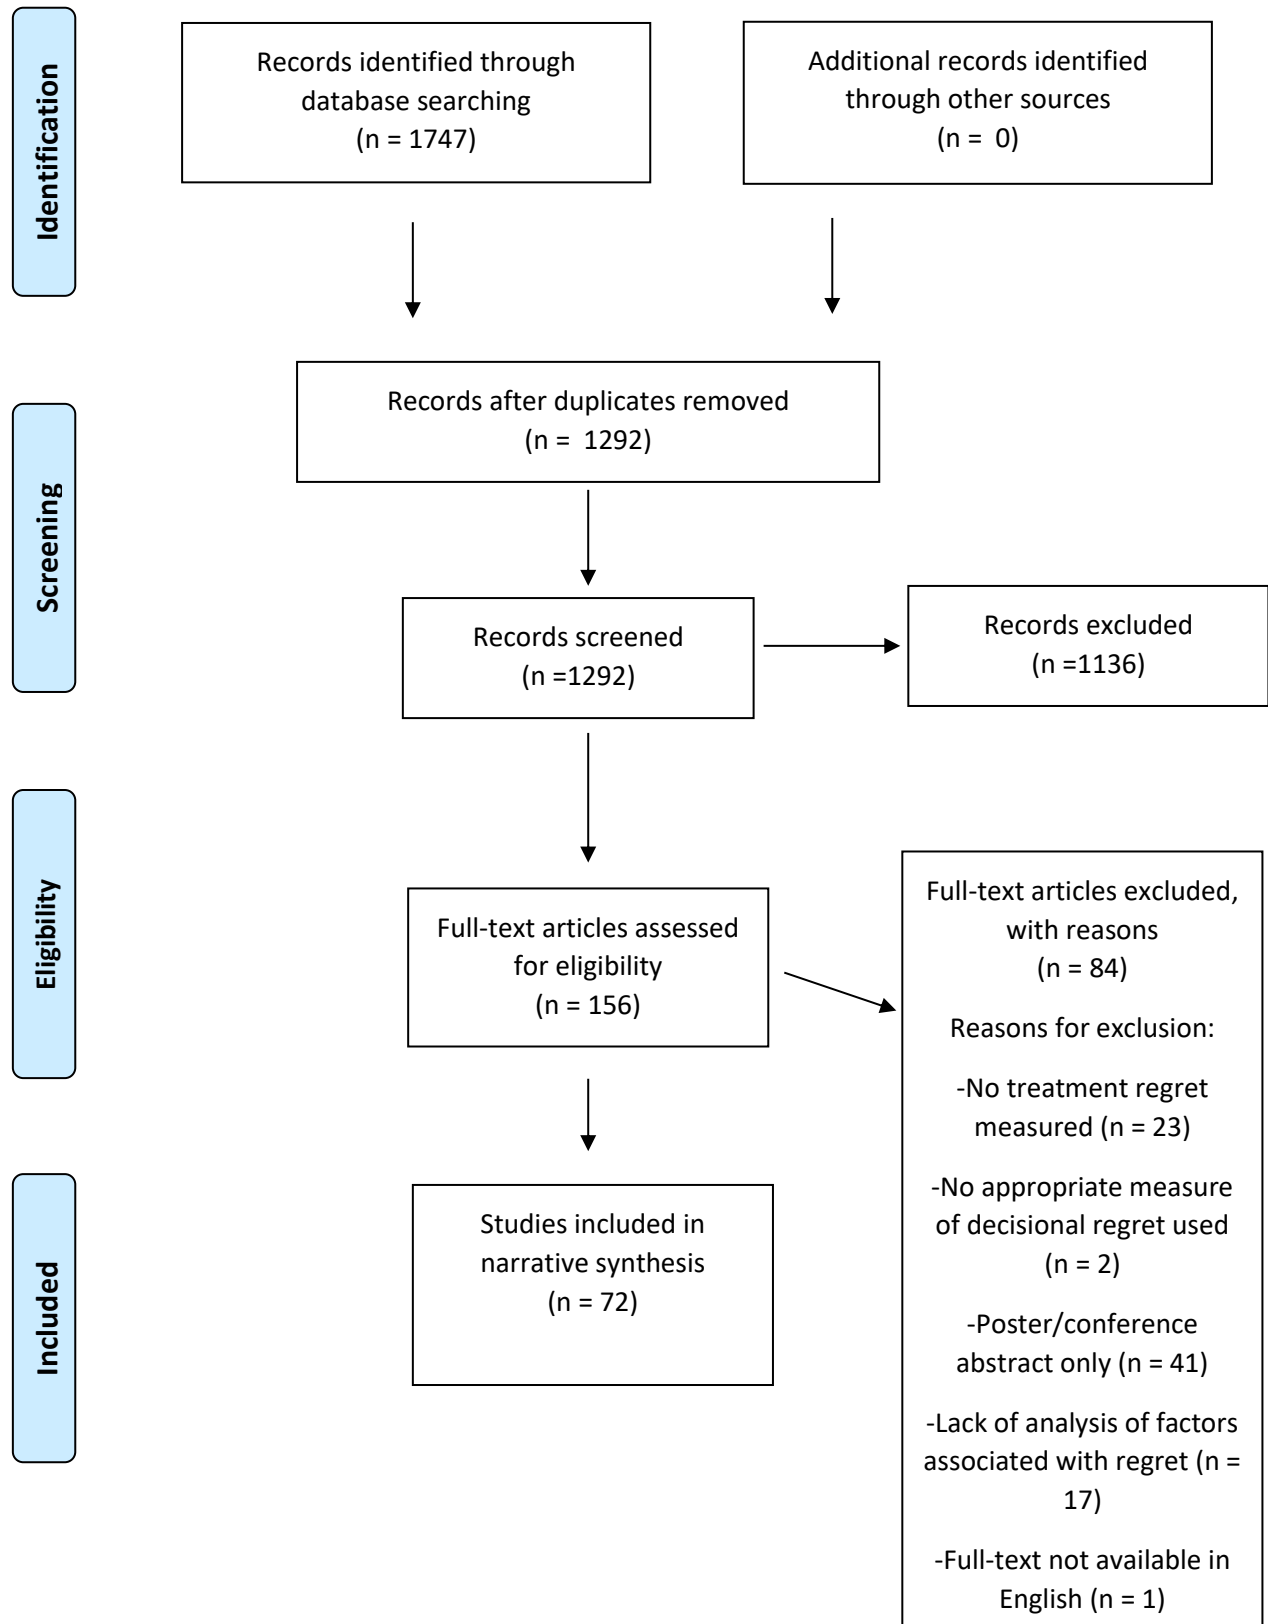 Identification
Records identified through
database searching
(n = 1747)
Additional records identified
through other sources
(n =  0)
Records after duplicates removed
(n =  1292)
Screening
Records screened
(n =1292)
Records excluded
(n =1136)
Eligibility
Full-text articles assessed
for eligibility
(n = 156)
Full-text articles excluded,
with reasons
(n = 84)
Reasons for exclusion:
-No treatment regret
measured (n = 23)
-No appropriate measure
of decisional regret used
(n = 2)
-Poster/conference
abstract only (n = 41)
-Lack of analysis of factors
associated with regret (n =
17)
-Full-text not available in
English (n = 1)
Included
Studies included in
narrative synthesis
(n = 72)